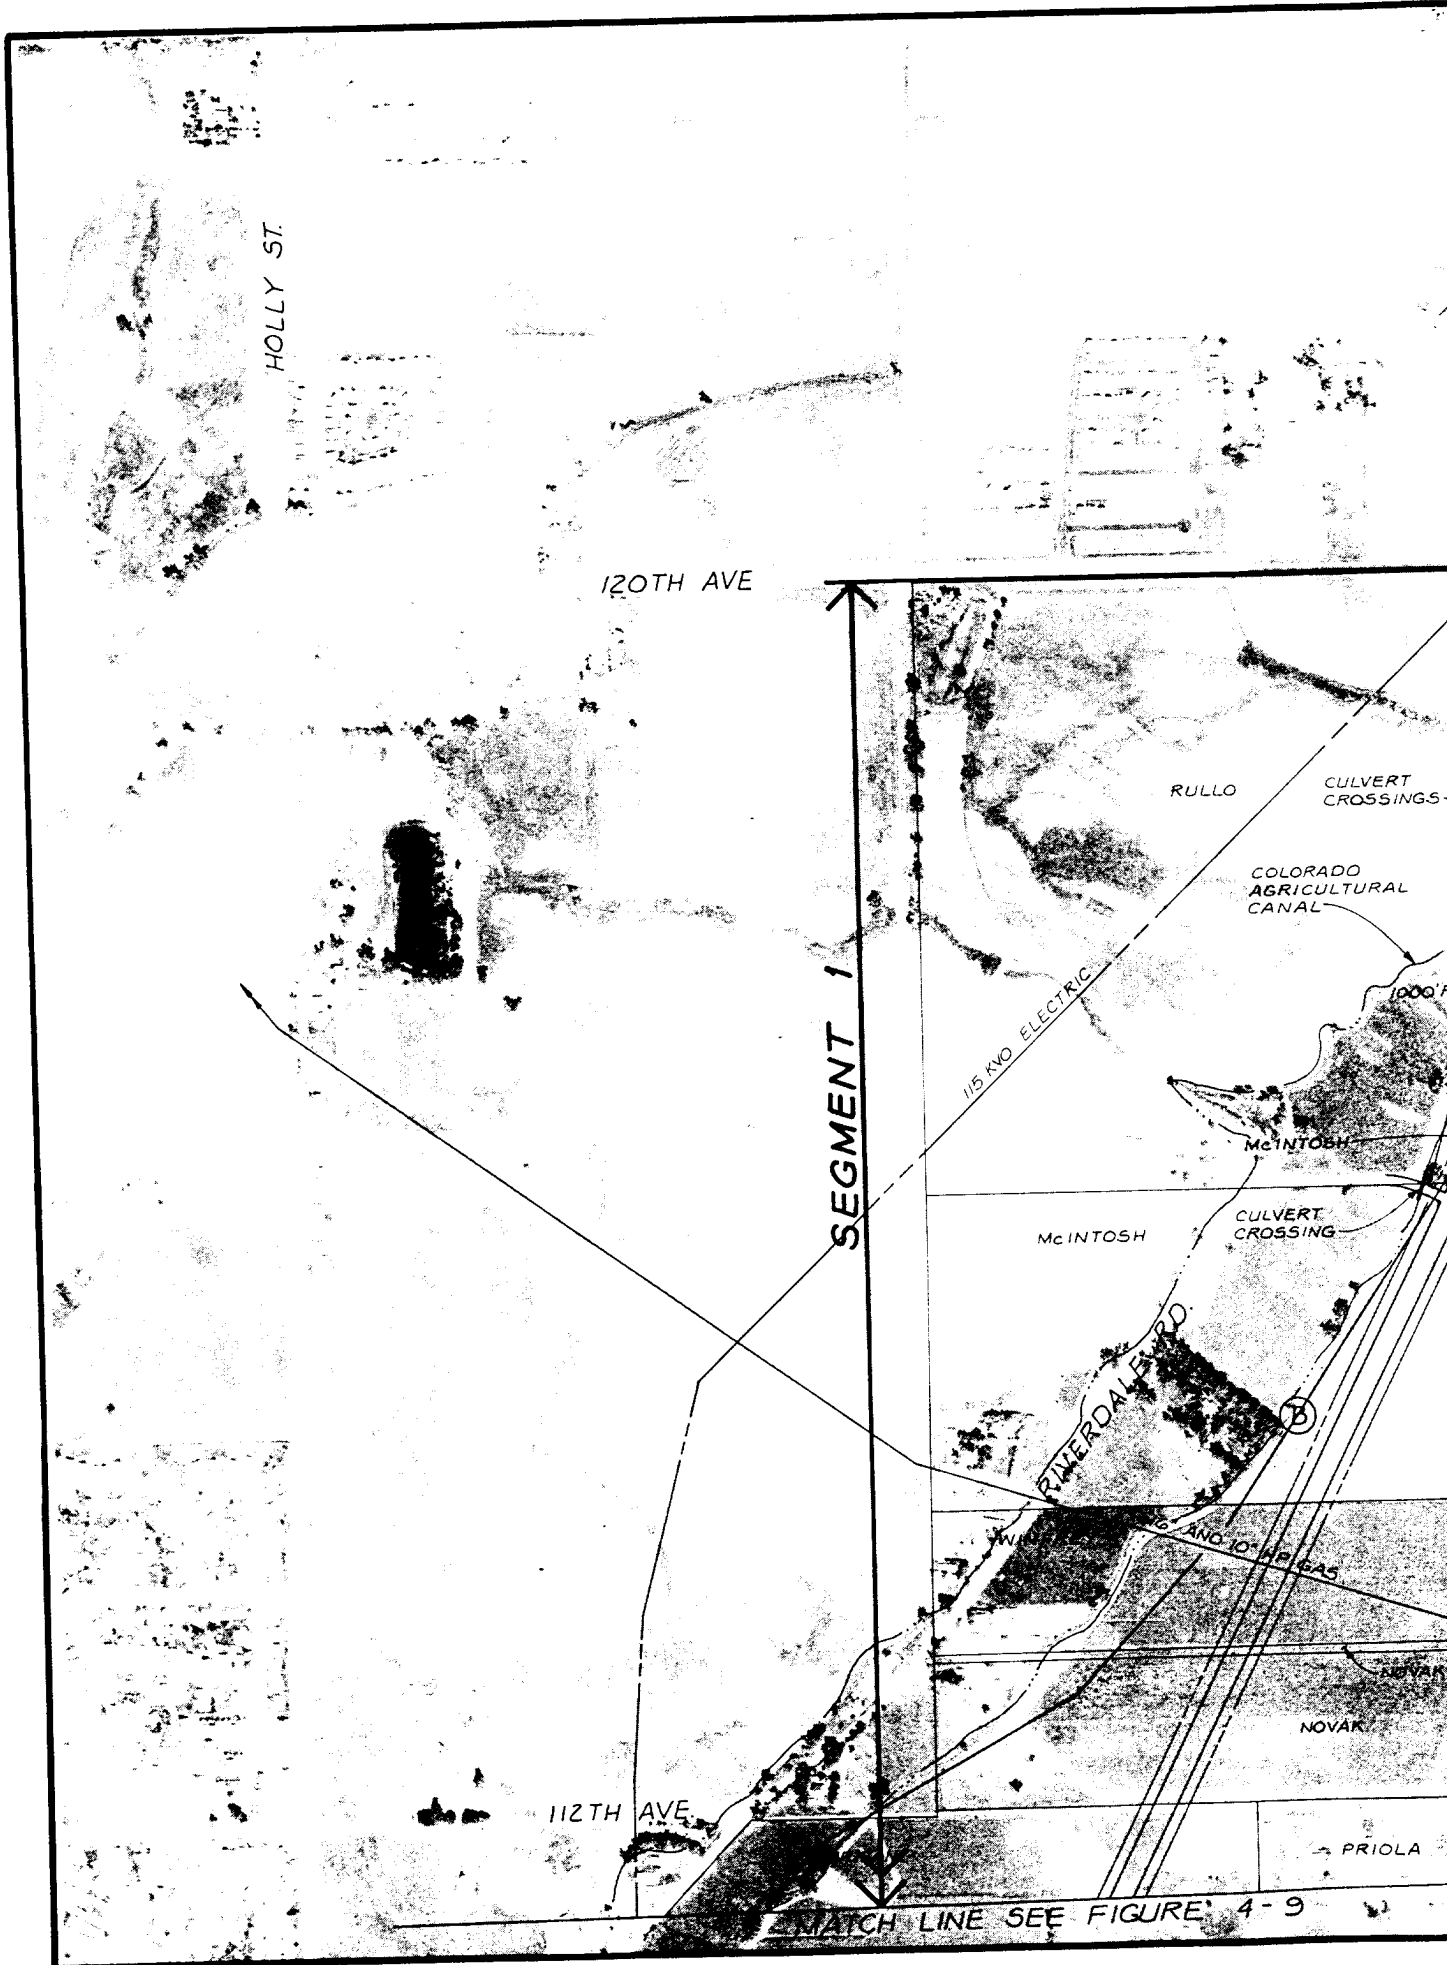 HOLLY ST.
120TH AVE
RULLO
CULVERT
CROSSINGS
COLORADO
AGRICULTURAL
CANAL
1000'
SEGMENT 1
115 KVO ELECTRIC
McINTOSH
McINTOSH
CULVERT
CROSSING
RIVERDALE RD.
B
AND 10" HP GAS
NOVAK
NOVAK
112TH AVE.
PRIOLA
MATCH LINE SEE FIGURE 4-9